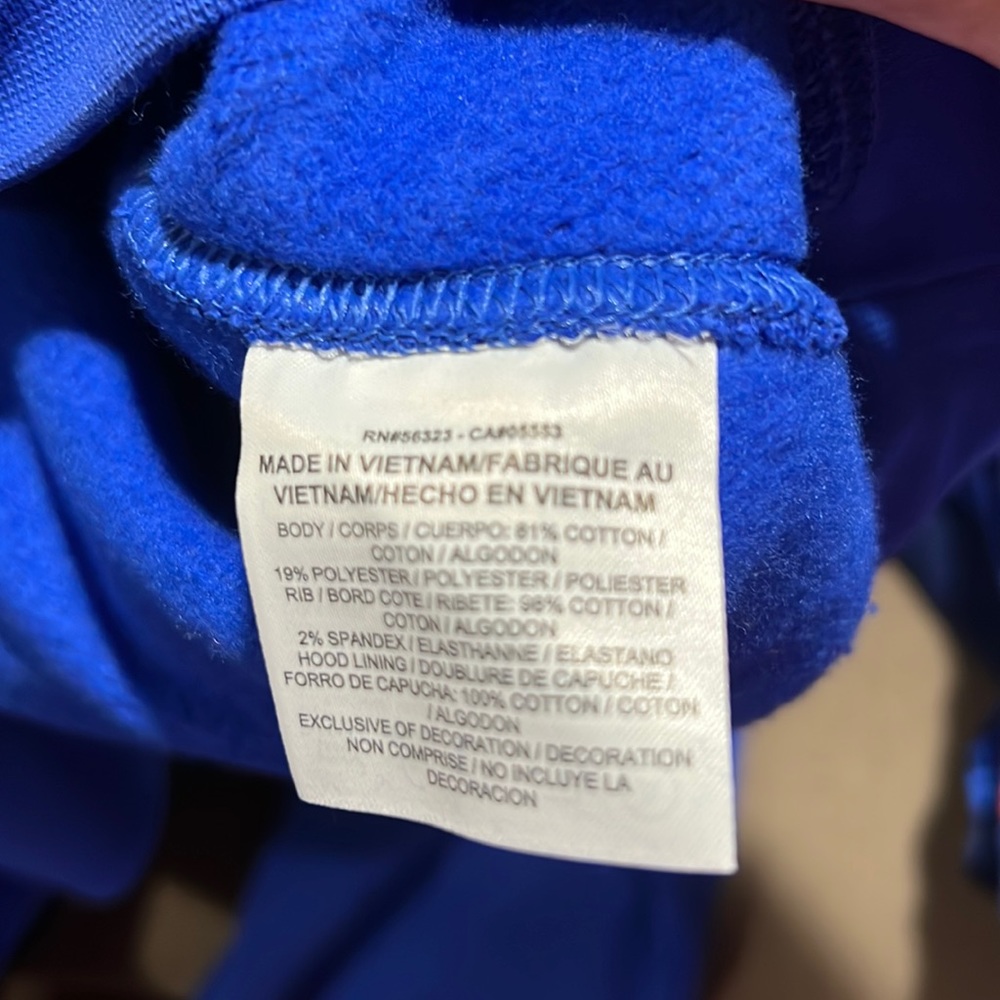 RN#56323 - CA#05553
MADE IN VIETNAM/FABRIQUE AU
VIETNAM/HECHO EN VIETNAM
BODY / CORPS / CUERPO: 81% COTTON /
COTON / ALGODON
19% POLYESTER / POLYESTER / POLIESTER
RIB / BORD COTE / RIBETE: 98% COTTON /
COTON / ALGODON
2% SPANDEX / ELASTHANNE / ELASTANO
HOOD LINING / DOUBLURE DE CAPUCHE /
FORRO DE CAPUCHA: 100% COTTON / COTON
/ ALGODON
EXCLUSIVE OF DECORATION / DECORATION
NON COMPRISE / NO INCLUYE LA
DECORACION